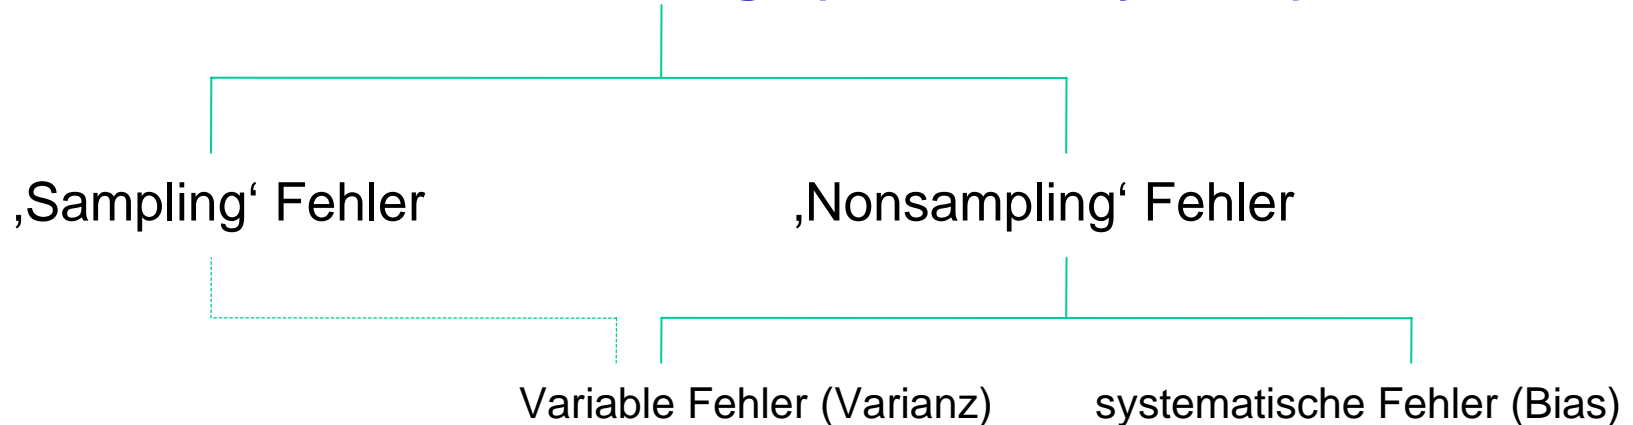 ‚Sampling‘ Fehler
‚Nonsampling‘ Fehler
Variable Fehler (Varianz)
systematische Fehler (Bias)